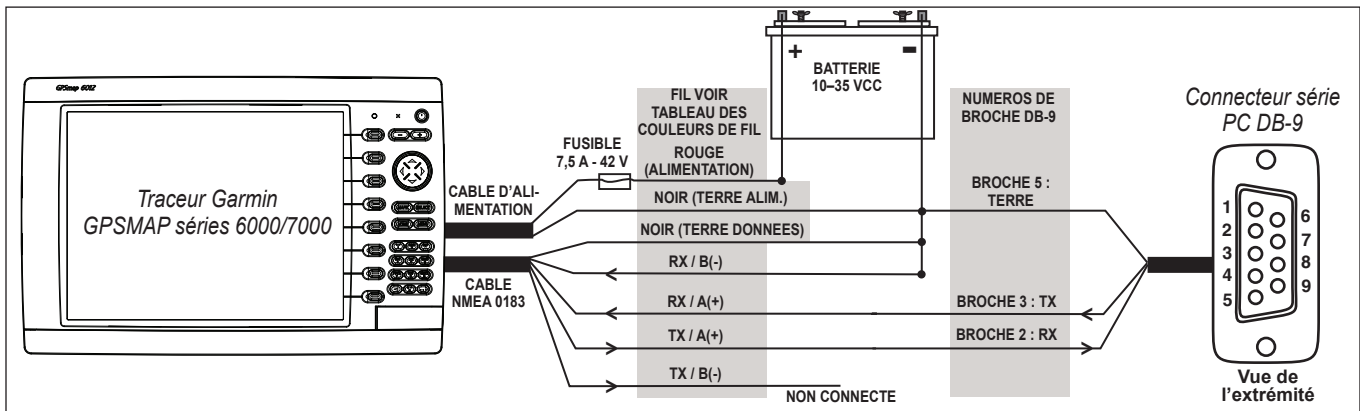 GPSmap 6012
Traceur Garmin
GPSMAP séries 6000/7000
CABLE D'ALI-
MENTATION
CABLE
NMEA 0183
FUSIBLE
7,5 A - 42 V
FIL VOIR
TABLEAU DES
COULEURS DE FIL
ROUGE
(ALIMENTATION)
NOIR (TERRE ALIM.)
NOIR (TERRE DONNEES)
RX / B(-)
RX / A(+)
TX / A(+)
TX / B(-)
NON CONNECTE
+
-
BATTERIE
10–35 VCC
NUMEROS DE
BROCHE DB-9
BROCHE 5 :
TERRE
BROCHE 3 : TX
BROCHE 2 : RX
Connecteur série
PC DB-9
1
2
3
4
5
6
7
8
9
Vue de
l'extrémité